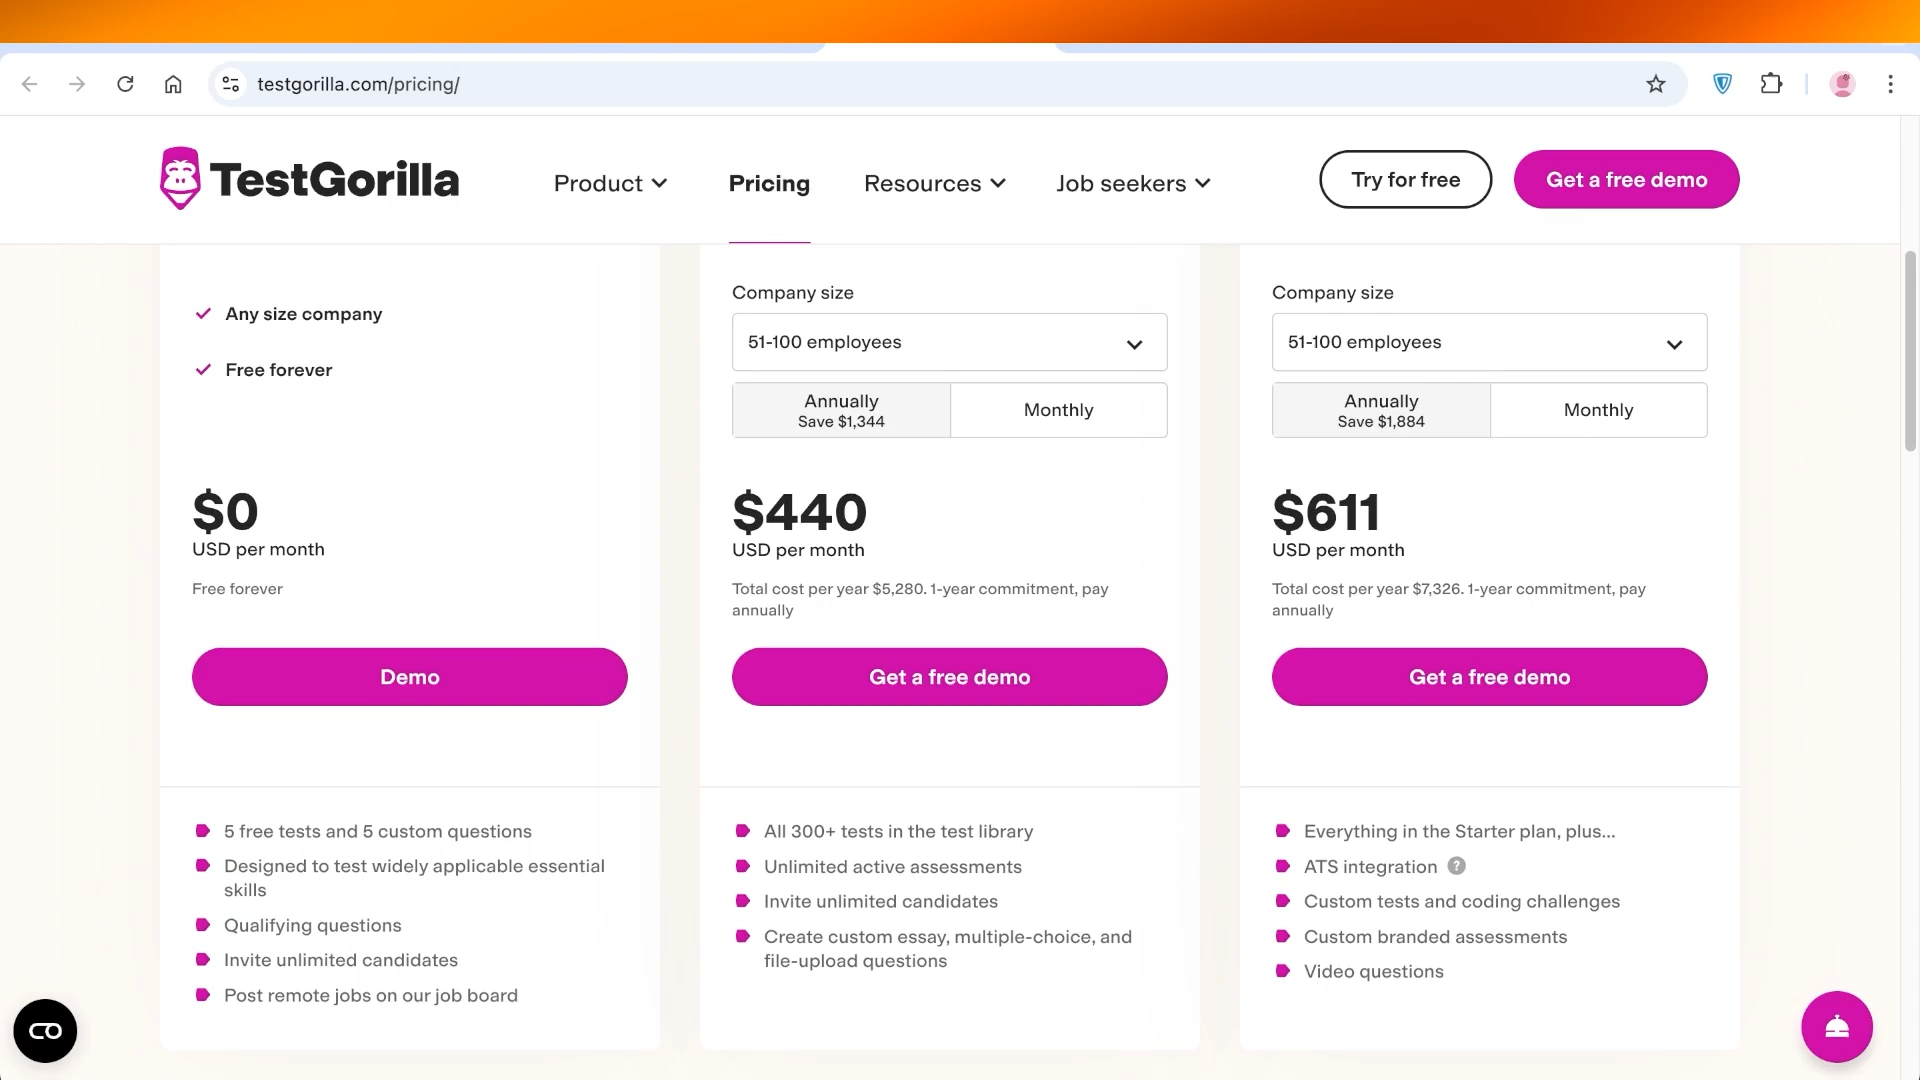 testgorilla.com/pricing/
TestGorilla
Product
Pricing
Resources
Job seekers
Try for free
Get a free demo
Any size company
Free forever
$0
USD per month
Free forever
Demo
5 free tests and 5 custom questions
Designed to test widely applicable essential
skills
Qualifying questions
Invite unlimited candidates
Post remote jobs on our job board
Company size
51-100 employees
Annually
Save $1,344
Monthly
$440
USD per month
Total cost per year $5,280. 1-year commitment, pay
annually
Get a free demo
All 300+ tests in the test library
Unlimited active assessments
Invite unlimited candidates
Create custom essay, multiple-choice, and
file-upload questions
Company size
51-100 employees
Annually
Save $1,884
Monthly
$611
USD per month
Total cost per year $7,326. 1-year commitment, pay
annually
Get a free demo
Everything in the Starter plan, plus...
ATS integration ?
Custom tests and coding challenges
Custom branded assessments
Video questions